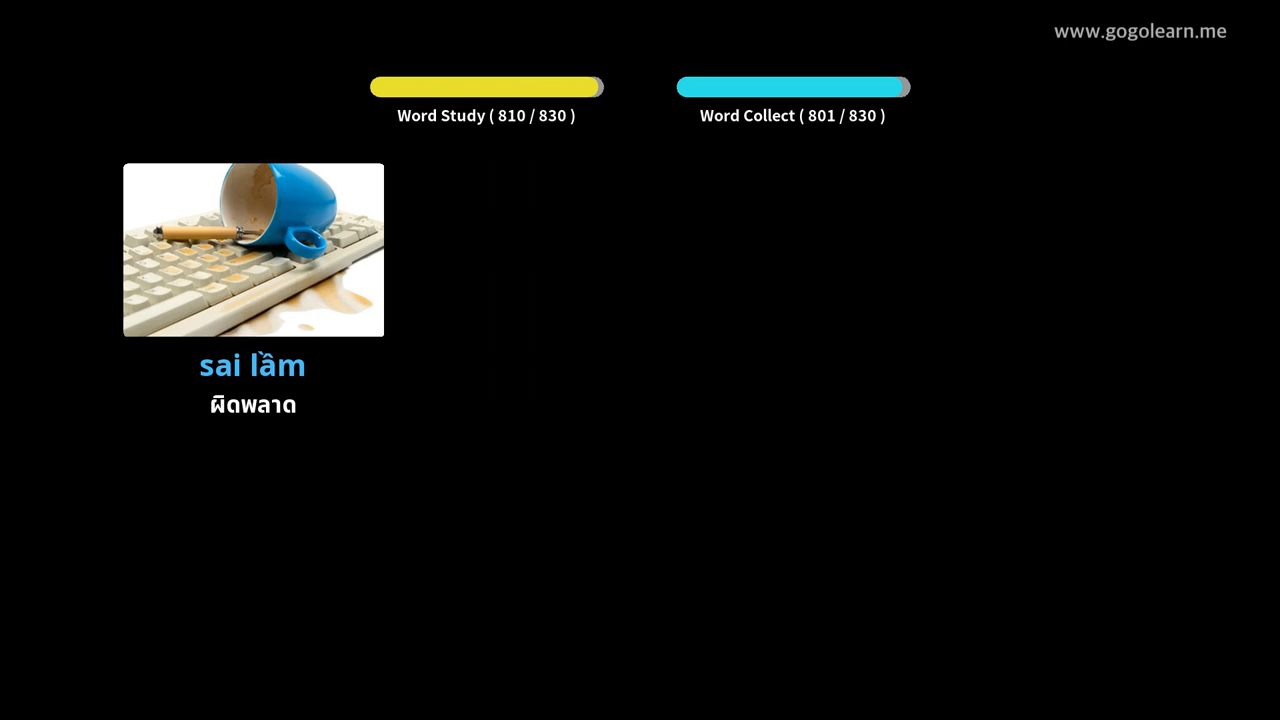 www.gogolearn.me
Word Study ( 810 / 830 )
Word Collect ( 801 / 830 )
sai lầm
ผิดพลาด